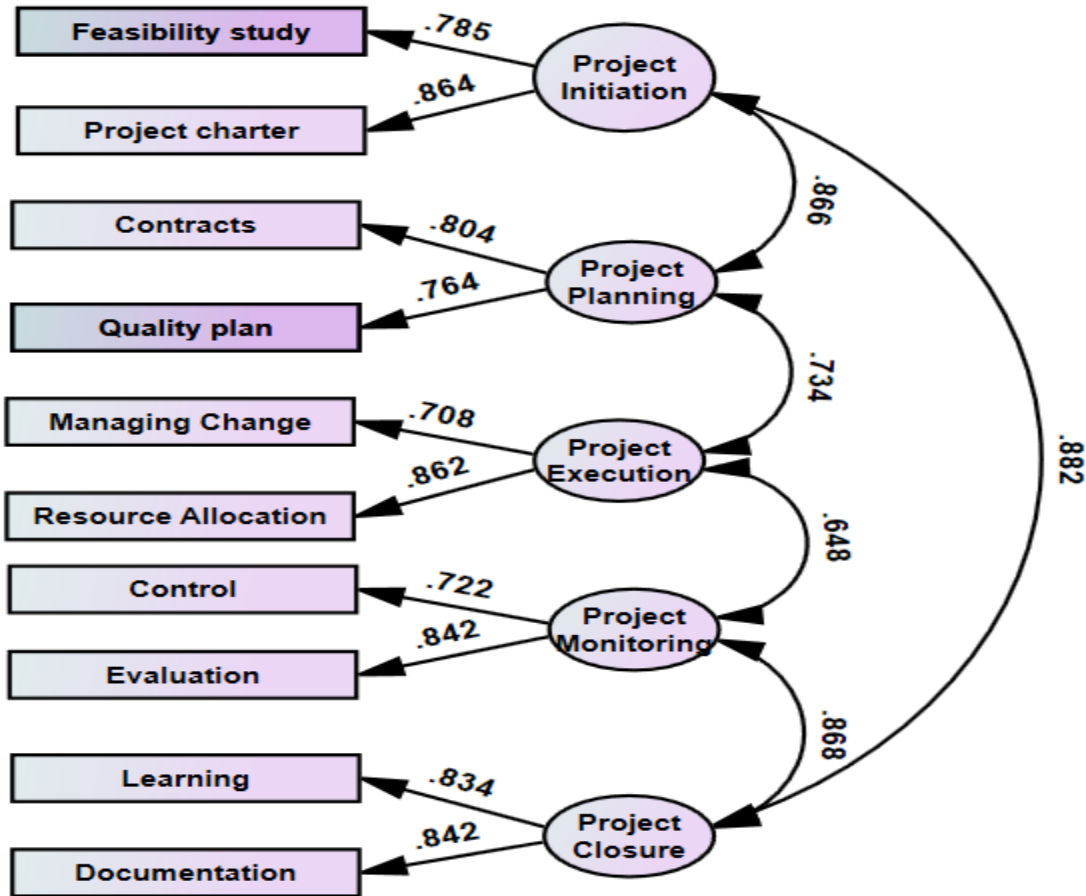 Feasibility study
.785
Project
Initiation
.864
Project charter
.866
Contracts
.804
Project
Planning
.764
Quality plan
.734
Managing Change
.708
Project
Execution
.862
Resource Allocation
.882
.648
Control
.722
Project
Monitoring
.842
Evaluation
.868
Learning
.834
Project
Closure
.842
Documentation